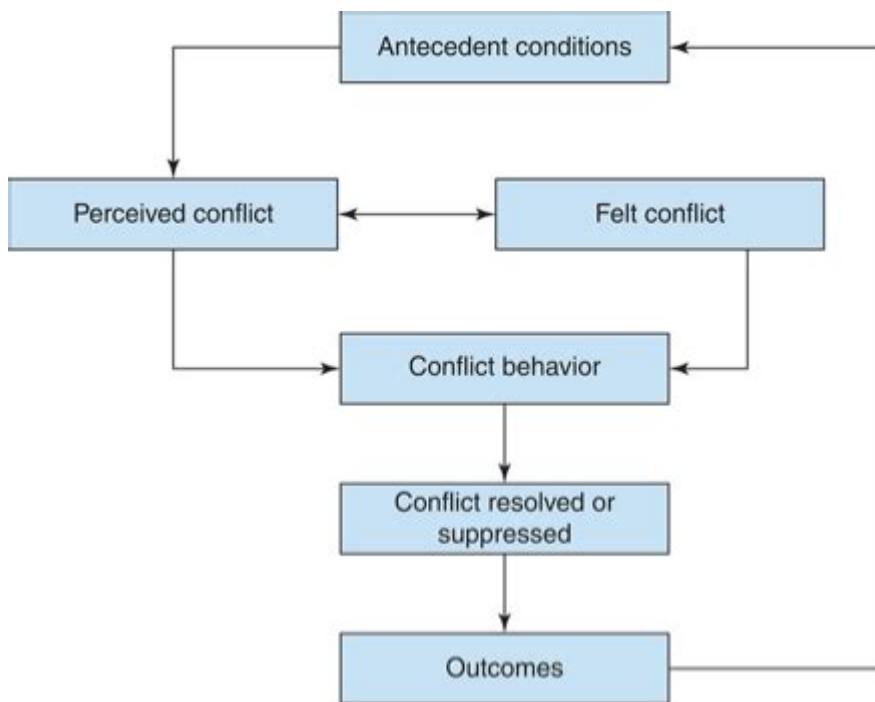 Antecedent conditions
Perceived conflict
Felt conflict
Conflict behavior
Conflict resolved or
suppressed
Outcomes